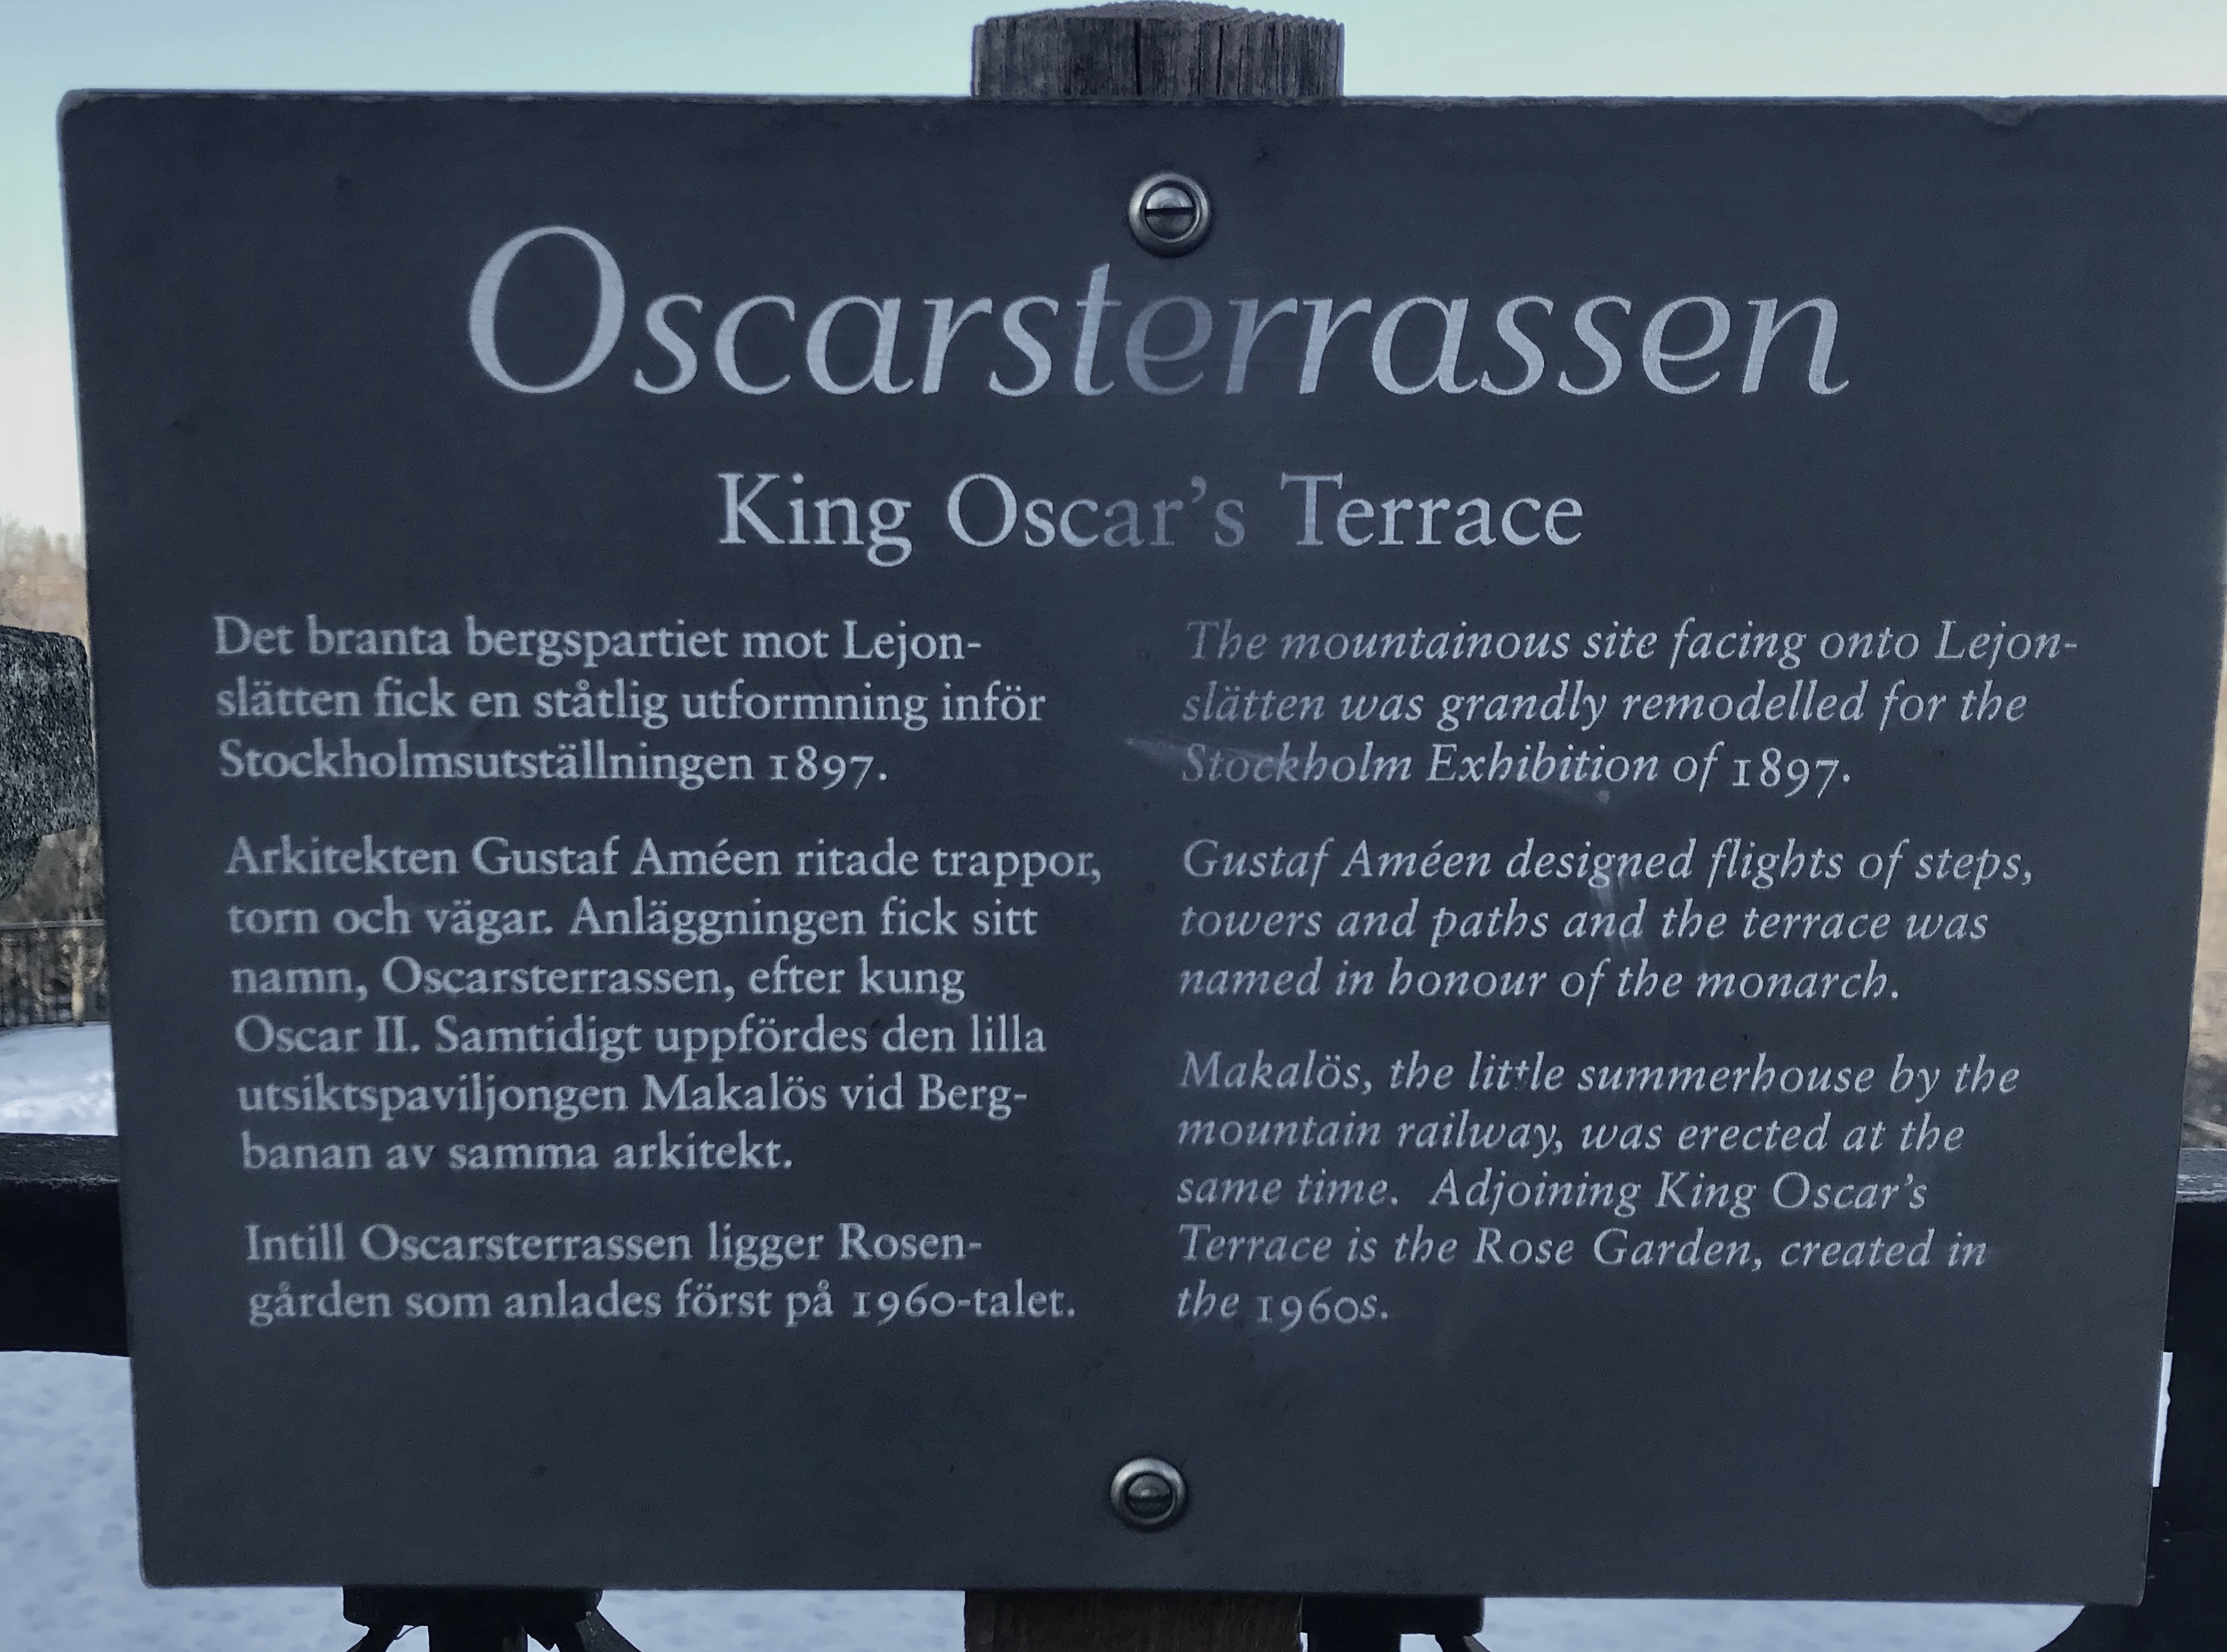 Oscarsterrassen
King Oscar's Terrace
Det branta bergspartiet mot Lejon-
slätten fick en ståtlig utformning inför
Stockholmsutställningen 1897.
Arkitekten Gustaf Améen ritade trappor,
torn och vägar. Anläggningen fick sitt
namn, Oscarsterrassen, efter kung
Oscar II. Samtidigt uppfördes den lilla
utsiktspaviljongen Makalös vid Berg-
banan av samma arkitekt.
Intill Oscarsterrassen ligger Rosen-
gården som anlades först på 1960-talet.
The mountainous site facing onto Lejon-
slätten was grandly remodelled for the
Stockholm Exhibition of 1897.
Gustaf Améen designed flights of steps,
towers and paths and the terrace was
named in honour of the monarch.
Makalös, the little summerhouse by the
mountain railway, was erected at the
same time. Adjoining King Oscar's
Terrace is the Rose Garden, created in
the 1960s.